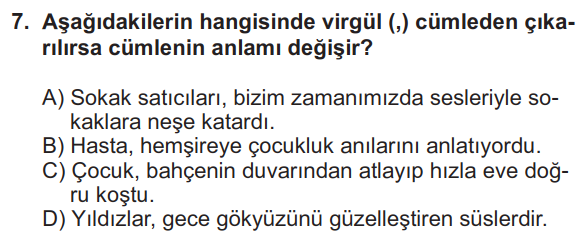 7. Aşağıdakilerin hangisinde virgül (,) cümleden çıka-
rılırsa cümlenin anlamı değişir?
A) Sokak satıcıları, bizim zamanımızda sesleriyle so-
kaklara neşe katardı.
B) Hasta, hemşireye çocukluk anılarını anlatıyordu.
C) Çocuk, bahçenin duvarından atlayıp hızla eve doğ-
ru koştu.
D) Yıldızlar, gece gökyüzünü güzelleştiren süslerdir.